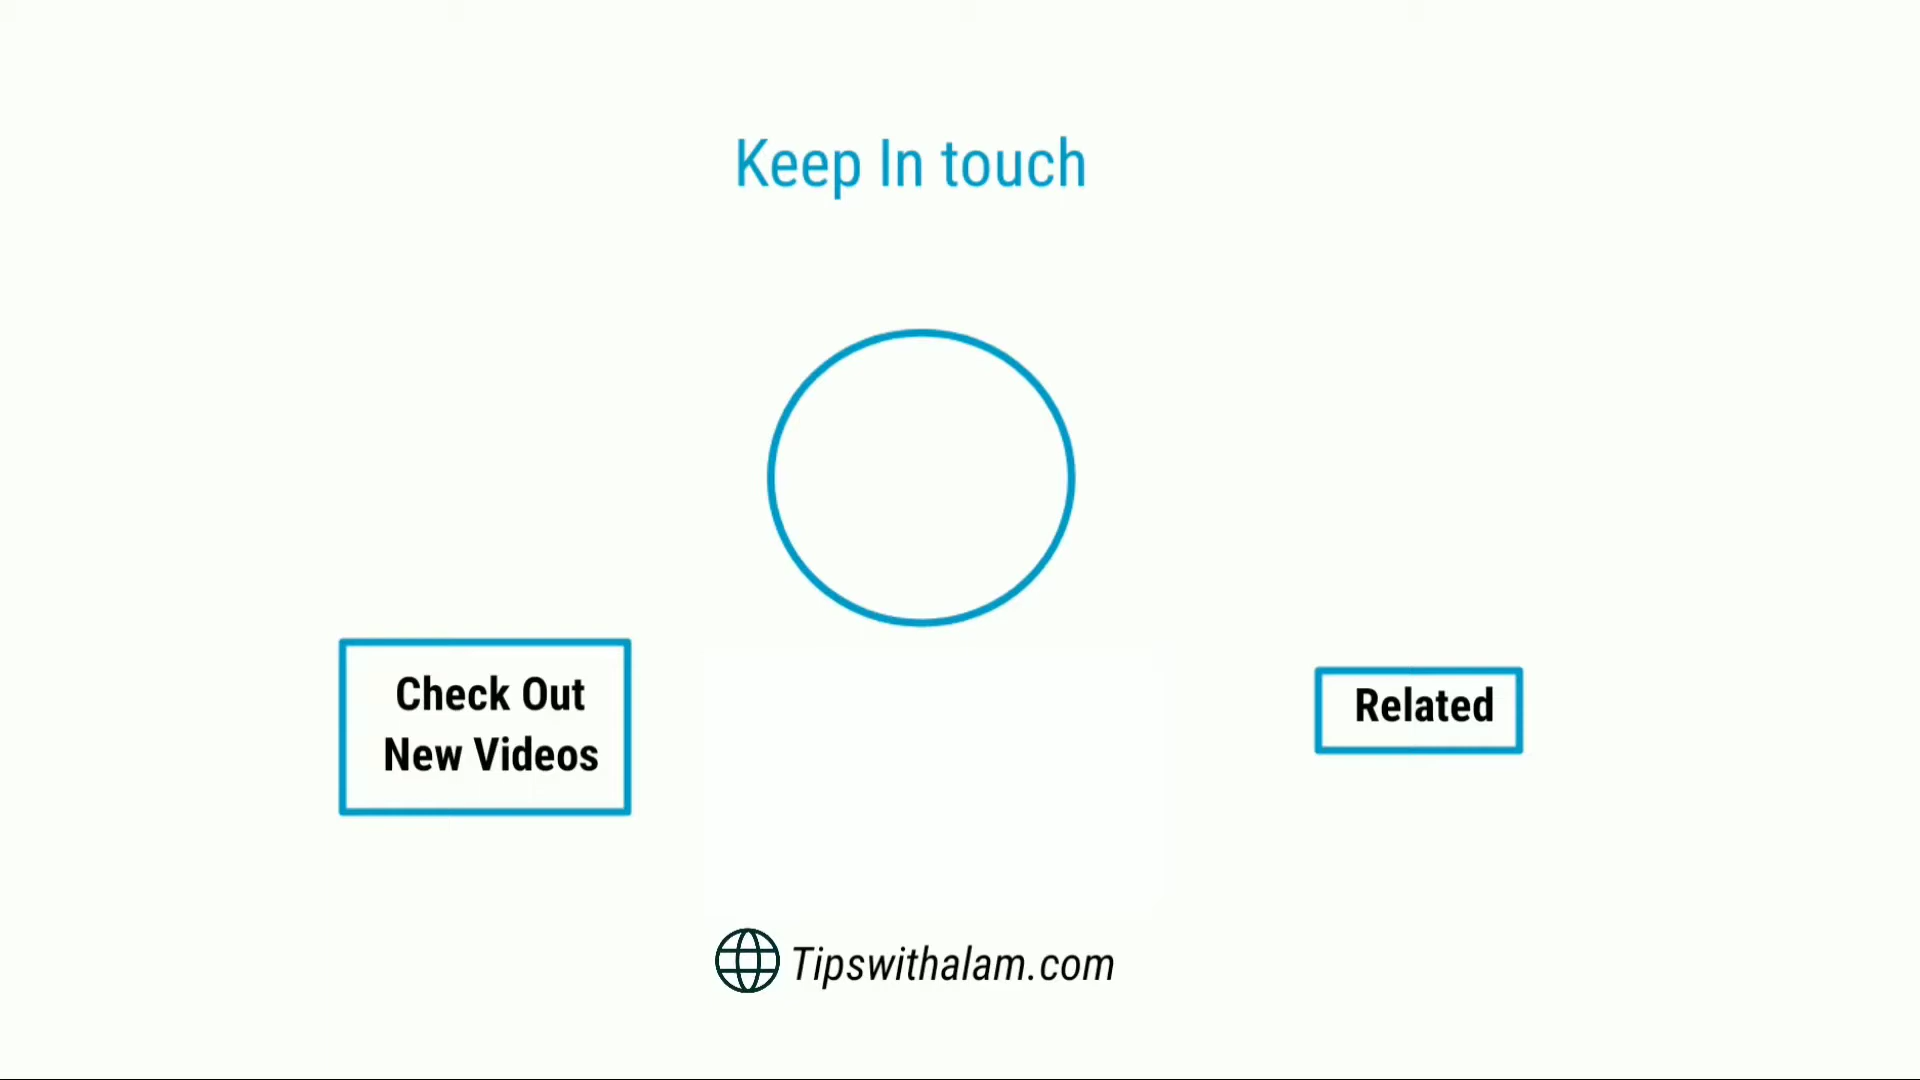 Keep In touch
Check Out
New Videos
Related
Tipswithalam.com